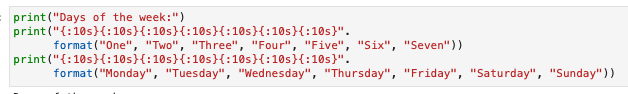 print("Days of the week:")
print("{:10s}{:10s}{:10s}{:10s}{:10s}{:10s}{:10s}".
format("One", "Two", "Three", "Four", "Five", "Six", "Seven"))
print("{:10s}{:10s}{:10s}{:10s}{:10s}{:10s}{:10s}".
format("Monday", "Tuesday", "Wednesday", "Thursday", "Friday", "Saturday", "Sunday"))